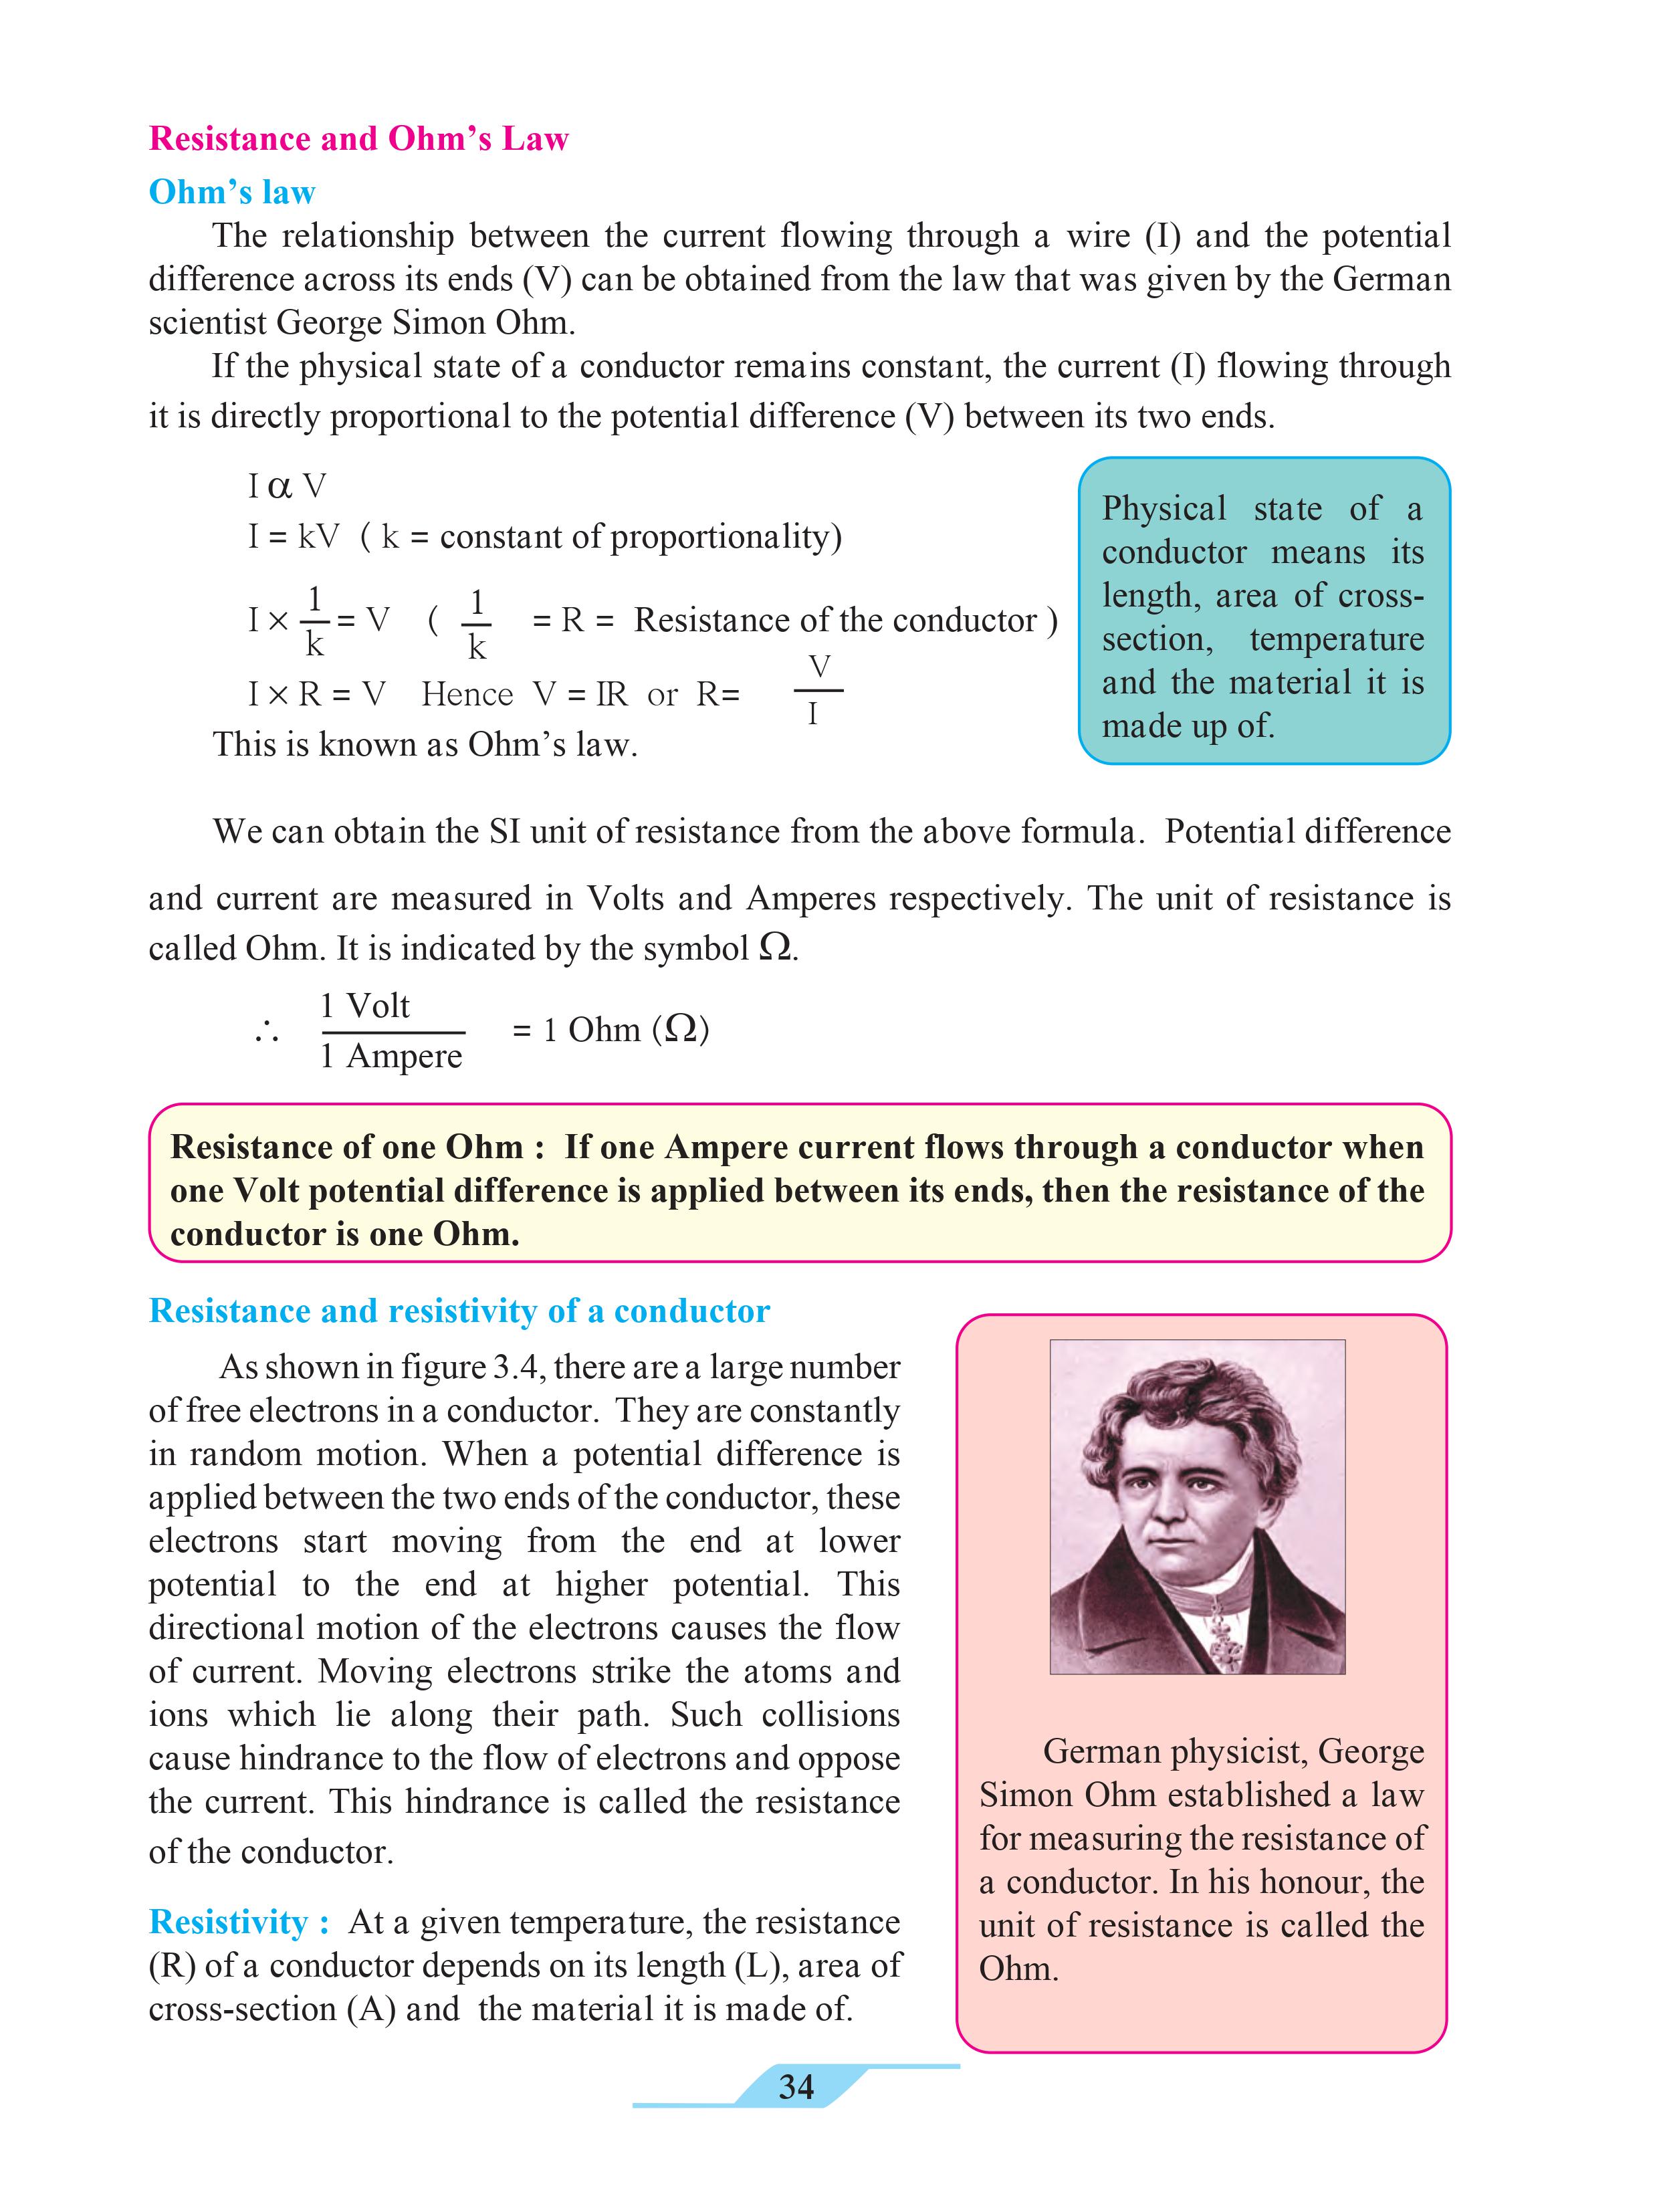 Resistance and Ohm's Law
Ohm's law
The relationship between the current flowing through a wire (I) and the potential
difference across its ends (V) can be obtained from the law that was given by the German
scientist George Simon Ohm.
If the physical state of a conductor remains constant, the current (I) flowing through
it is directly proportional to the potential difference (V) between its two ends.
I α V
I = kV ( k = constant of proportionality)
I × 1/k = V ( 1/k = R = Resistance of the conductor )
I × R = V Hence V = IR or R= V/I
This is known as Ohm's law.
Physical state of a
conductor means its
length, area of cross-
section, temperature
and the material it is
made up of.
We can obtain the SI unit of resistance from the above formula. Potential difference
and current are measured in Volts and Amperes respectively. The unit of resistance is
called Ohm. It is indicated by the symbol Ω.
∴ 1 Volt / 1 Ampere = 1 Ohm (Ω)
Resistance of one Ohm : If one Ampere current flows through a conductor when
one Volt potential difference is applied between its ends, then the resistance of the
conductor is one Ohm.
Resistance and resistivity of a conductor
As shown in figure 3.4, there are a large number
of free electrons in a conductor. They are constantly
in random motion. When a potential difference is
applied between the two ends of the conductor, these
electrons start moving from the end at lower
potential to the end at higher potential. This
directional motion of the electrons causes the flow
of current. Moving electrons strike the atoms and
ions which lie along their path. Such collisions
cause hindrance to the flow of electrons and oppose
the current. This hindrance is called the resistance
of the conductor.
Resistivity : At a given temperature, the resistance
(R) of a conductor depends on its length (L), area of
cross-section (A) and the material it is made of.
German physicist, George
Simon Ohm established a law
for measuring the resistance of
a conductor. In his honour, the
unit of resistance is called the
Ohm.
34